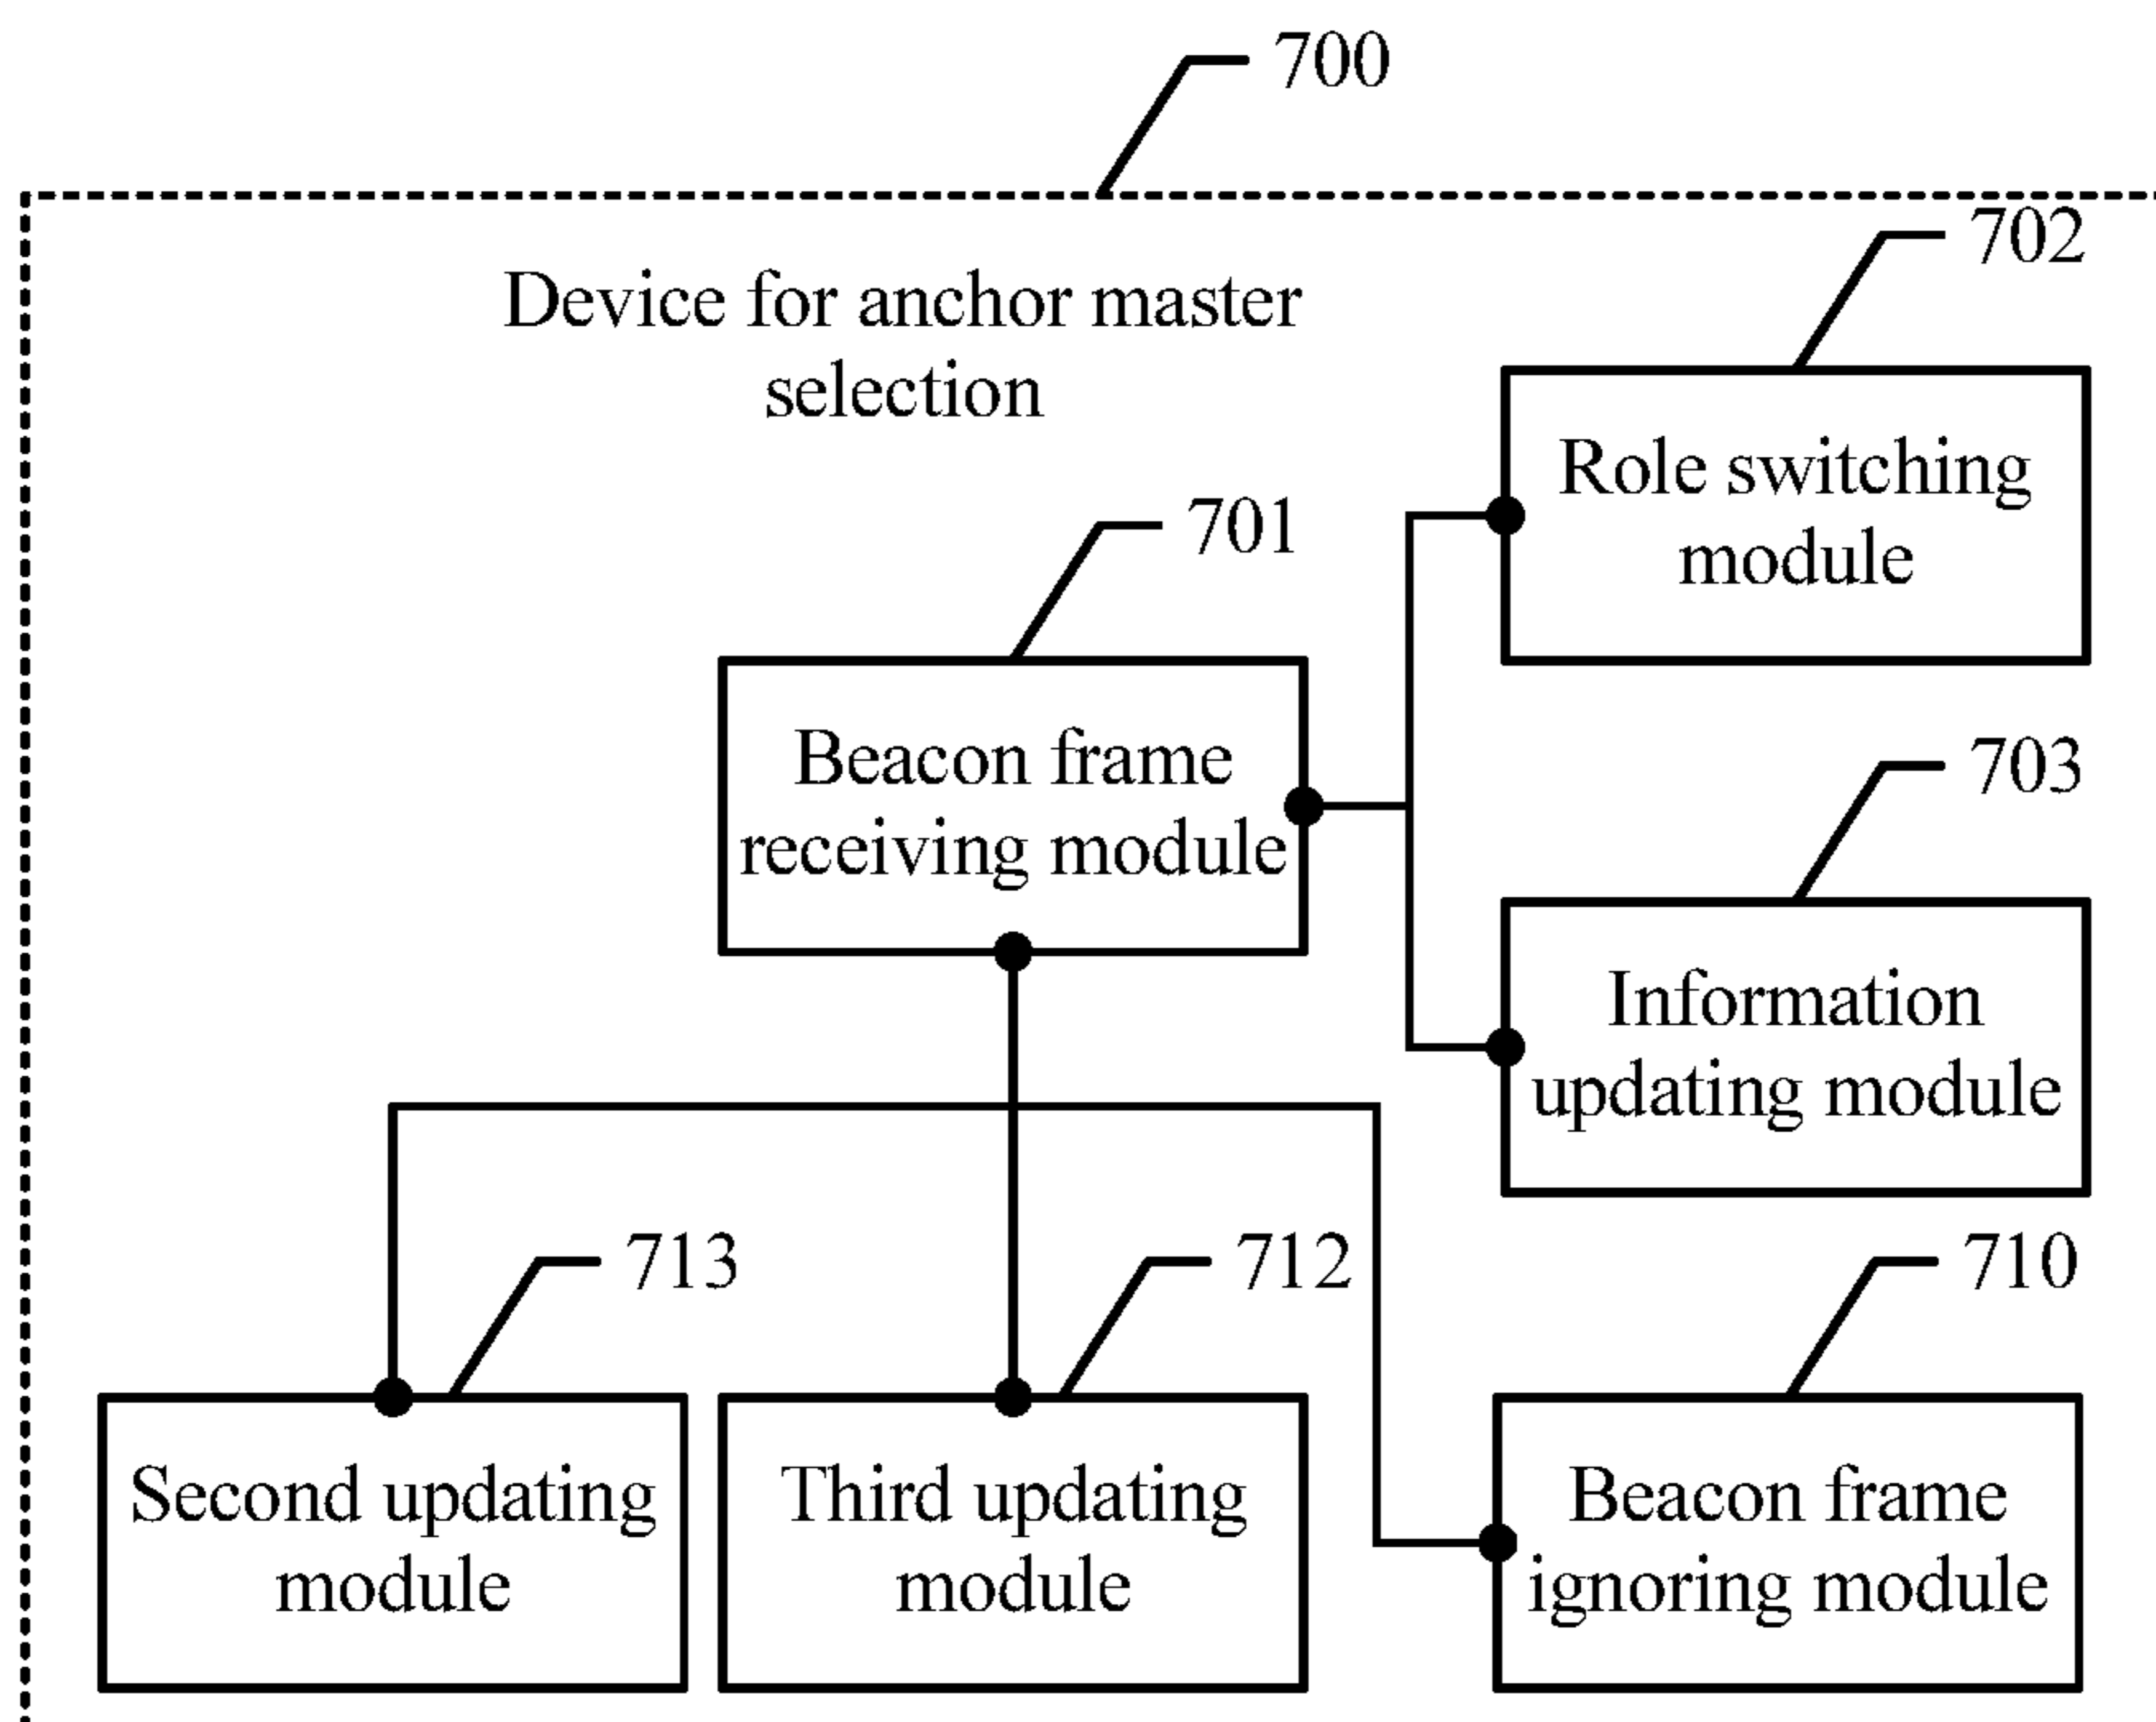 700
702
Device for anchor master
selection
Role switching
module
701
Beacon frame
receiving module
703
Information
updating module
713
712
710
Second updating
module
Third updating
module
Beacon frame
ignoring module